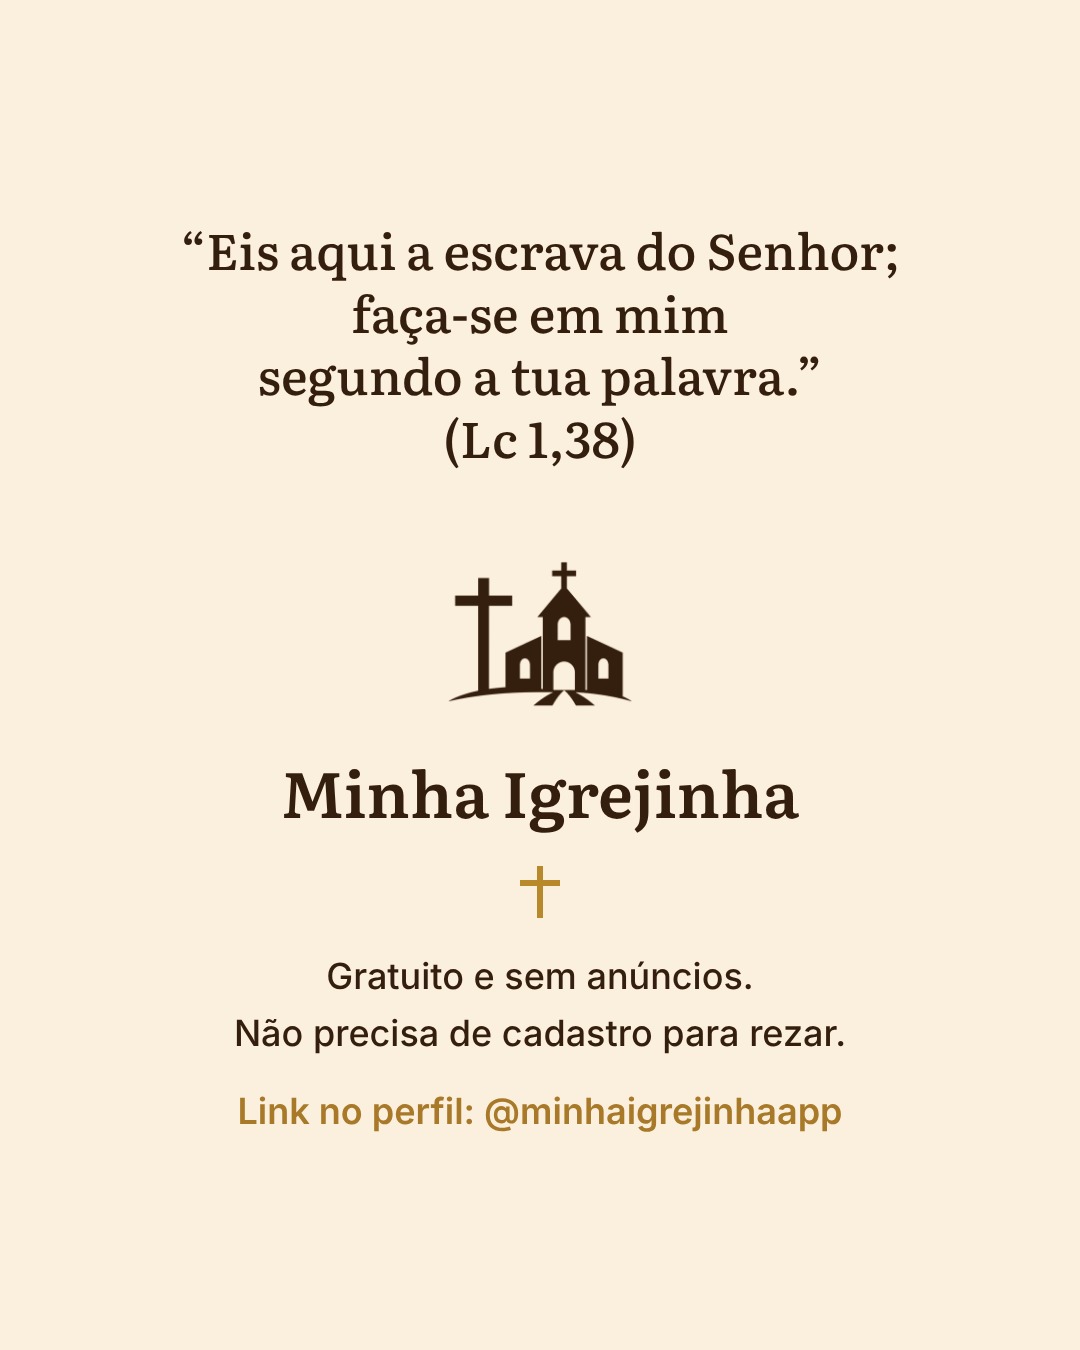 “Eis aqui a escrava do Senhor;
faça-se em mim
segundo a tua palavra.”
(Lc 1,38)
Minha Igrejinha
Gratuito e sem anúncios.
Não precisa de cadastro para rezar.
Link no perfil: @minhaigrejinhaapp